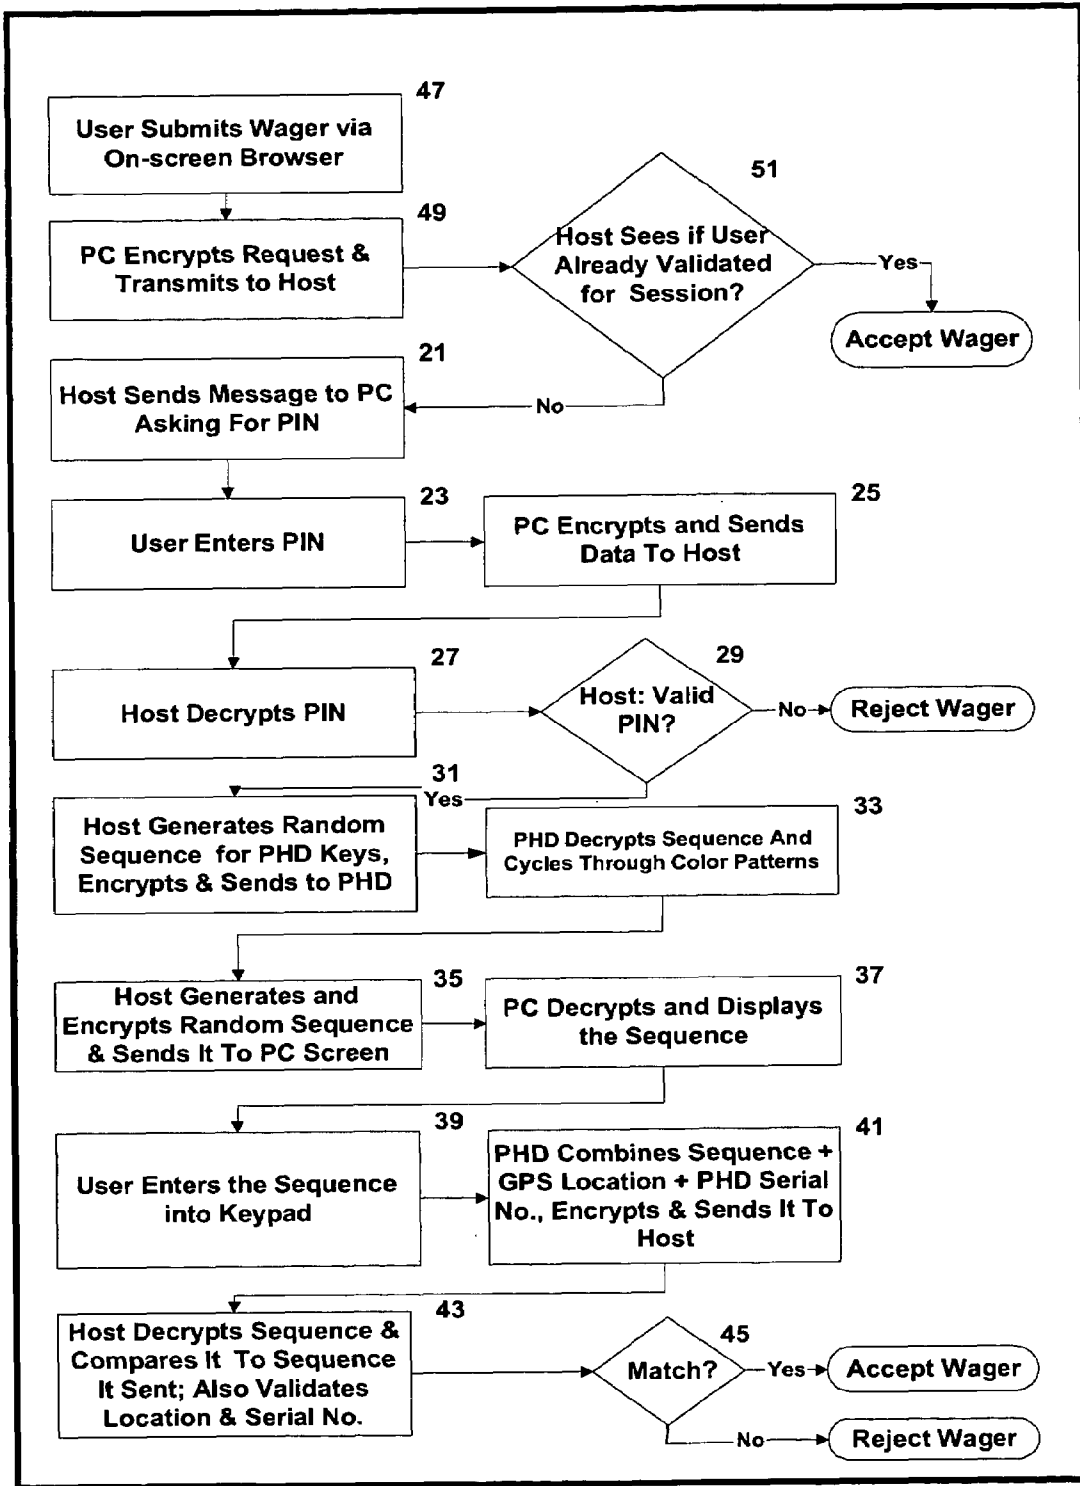 47
User Submits Wager via
On-screen Browser
49
PC Encrypts Request &
Transmits to Host
51
Host Sees if User
Already Validated
for Session?
Yes
Accept Wager
No
21
Host Sends Message to PC
Asking For PIN
23
User Enters PIN
25
PC Encrypts and Sends
Data To Host
27
Host Decrypts PIN
29
Host: Valid
PIN?
No
Reject Wager
Yes
31
Host Generates Random
Sequence for PHD Keys,
Encrypts & Sends to PHD
33
PHD Decrypts Sequence And
Cycles Through Color Patterns
35
Host Generates and
Encrypts Random Sequence
& Sends It To PC Screen
37
PC Decrypts and Displays
the Sequence
39
User Enters the Sequence
into Keypad
41
PHD Combines Sequence +
GPS Location + PHD Serial
No., Encrypts & Sends It To
Host
43
Host Decrypts Sequence &
Compares It To Sequence
It Sent; Also Validates
Location & Serial No.
45
Match?
Yes
Accept Wager
No
Reject Wager